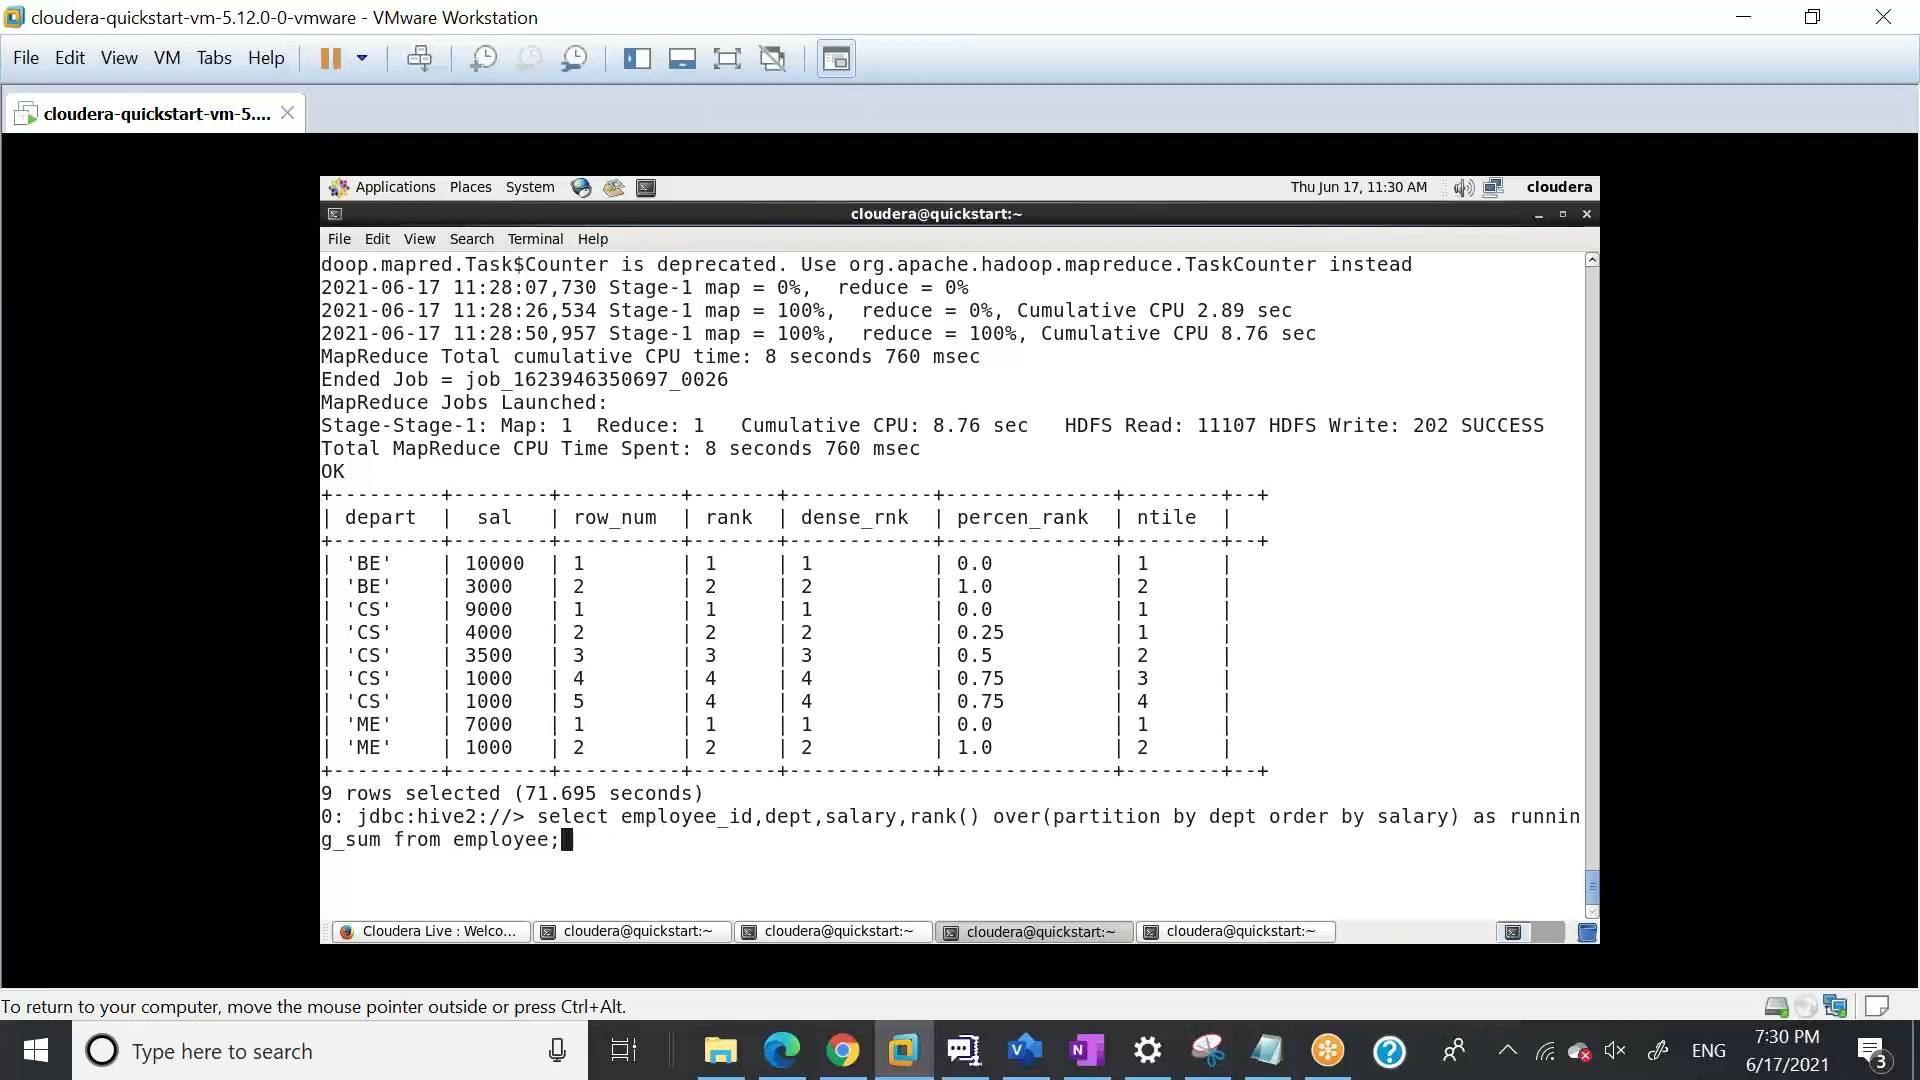 cloudera-quickstart-vm-5.12.0-0-vmware - VMware Workstation
File Edit View VM Tabs Help
cloudera-quickstart-vm-5....
Applications Places System Thu Jun 17, 11:30 AM cloudera
cloudera@quickstart:~
File Edit View Search Terminal Help
doop.mapred.Task$Counter is deprecated. Use org.apache.hadoop.mapreduce.TaskCounter instead
2021-06-17 11:28:07,730 Stage-1 map = 0%,  reduce = 0%
2021-06-17 11:28:26,534 Stage-1 map = 100%,  reduce = 0%, Cumulative CPU 2.89 sec
2021-06-17 11:28:50,957 Stage-1 map = 100%,  reduce = 100%, Cumulative CPU 8.76 sec
MapReduce Total cumulative CPU time: 8 seconds 760 msec
Ended Job = job_1623946350697_0026
MapReduce Jobs Launched:
Stage-Stage-1: Map: 1  Reduce: 1   Cumulative CPU: 8.76 sec   HDFS Read: 11107 HDFS Write: 202 SUCCESS
Total MapReduce CPU Time Spent: 8 seconds 760 msec
OK
+---------+--------+----------+-------+------------+--------------+--------+--+
| depart  |  sal   | row_num  | rank  | dense_rnk  | percen_rank  | ntile  |
+---------+--------+----------+-------+------------+--------------+--------+--+
| 'BE'    | 10000  | 1        | 1     | 1          | 0.0          | 1      |
| 'BE'    | 3000   | 2        | 2     | 2          | 1.0          | 2      |
| 'CS'    | 9000   | 1        | 1     | 1          | 0.0          | 1      |
| 'CS'    | 4000   | 2        | 2     | 2          | 0.25         | 1      |
| 'CS'    | 3500   | 3        | 3     | 3          | 0.5          | 2      |
| 'CS'    | 1000   | 4        | 4     | 4          | 0.75         | 3      |
| 'CS'    | 1000   | 5        | 4     | 4          | 0.75         | 4      |
| 'ME'    | 7000   | 1        | 1     | 1          | 0.0          | 1      |
| 'ME'    | 1000   | 2        | 2     | 2          | 1.0          | 2      |
+---------+--------+----------+-------+------------+--------------+--------+--+
9 rows selected (71.695 seconds)
0: jdbc:hive2://> select employee_id,dept,salary,rank() over(partition by dept order by salary) as runnin
g_sum from employee;
Cloudera Live : Welco... cloudera@quickstart:~ cloudera@quickstart:~ cloudera@quickstart:~ cloudera@quickstart:~
To return to your computer, move the mouse pointer outside or press Ctrl+Alt.
Type here to search ENG 7:30 PM
6/17/2021 3